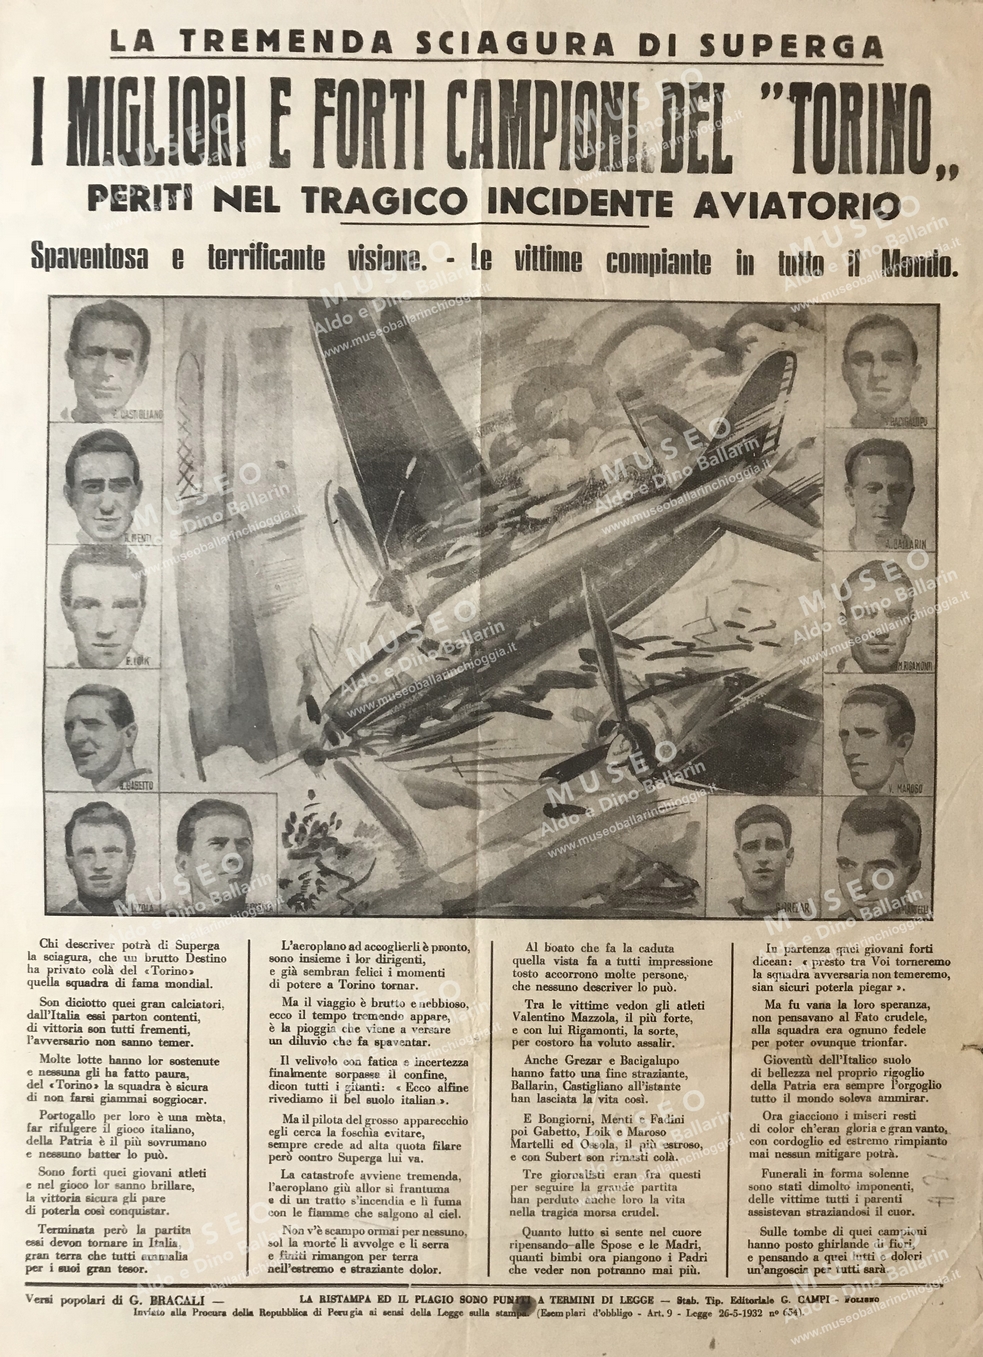 LA TREMENDA SCIAGURA DI SUPERGA
I MIGLIORI E FORTI CAMPIONI DEL "TORINO„
PERITI NEL TRAGICO INCIDENTE AVIATORIO
Spaventosa e terrificante visione. - Le vittime compiante in tutto il Mondo.
E. CASTIGLIANO
BACIGALUPO
R. MENTI
A. BALLARIN
E. LOIK
M. RIGAMONTI
G. GABETTO
V. MAROSO
V. MAZZOLA
G. GREZAR
MARTELLI
Chi descriver potrà di Superga
la sciagura, che un brutto Destino
ha privato colà del «Torino»
quella squadra di fama mondial.
Son diciotto quei gran calciatori,
dall'Italia essi parton contenti,
di vittoria son tutti frementi,
l'avversario non sanno temer.
Molte lotte hanno lor sostenute
e nessuna gli ha fatto paura,
del «Torino» la squadra è sicura
di non farsi giammai soggiocar.
Portogallo per loro è una mèta,
far rifulgere il gioco italiano,
della Patria è il più sovrumano
e nessuno batter lo può.
Sono forti quei giovani atleti
e nel gioco lor sanno brillare,
la vittoria sicura gli pare
di poterla così conquistar.
Terminata però la partita
essi devon tornare in Italia,
gran terra che tutti ammalia
per i suoi gran tesor.
L'aeroplano ad accoglierli è pronto,
sono insieme i lor dirigenti,
e già sembran felici i momenti
di potere a Torino tornar.
Ma il viaggio è brutto e nebbioso,
ecco il tempo tremendo appare,
è la pioggia che viene a versare
un diluvio che fa spaventar.
Il velivolo con fatica e incertezza
finalmente sorpassa il confine,
dicon tutti i gitanti: « Ecco alfine
rivediamo il bel suolo italian ».
Ma il pilota del grosso apparecchio
egli cerca la foschia evitare,
sempre crede ad alta quota filare
però contro Superga lui va.
La catastrofe avviene tremenda,
l'aeroplano giù allor si frantuma
e di un tratto s'incendia e li fuma
con le fiamme che salgono al ciel.
Non v'è scampo ormai per nessuno,
sol la morte li avvolge e li serra
e finiti rimangon per terra
nell'estremo e straziante dolor.
Al boato che fa la caduta
quella vista fa a tutti impressione
tosto accorrono molte persone,
che nessuno descriver lo può.
Tra le vittime vedon gli atleti
Valentino Mazzola, il più forte,
e con lui Rigamonti, la sorte,
per costoro ha voluto assalir.
Anche Grezar e Bacigalupo
hanno fatto una fine straziante,
Ballarin, Castigliano all'istante
han lasciata la vita così.
E Bongiorni, Menti e Fadini
poi Gabetto, Loik e Maroso
Martelli ed Ossola, il più estroso,
e con Subert son rimasti colà.
Tre giornalisti eran fra questi
per seguire la grande partita
han perduto anche loro la vita
nella tragica morsa crudel.
Quanto lutto si sente nel cuore
ripensando alle Spose e le Madri,
quanti bimbi ora piangono i Padri
che veder non potranno mai più.
In partenza quei giovani forti
dicean: « presto tra Voi torneremo
la squadra avversaria non temeremo,
sian sicuri poterla piegar ».
Ma fu vana la loro speranza,
non pensavano al Fato crudele,
alla squadra era ognuno fedele
per poter ovunque trionfar.
Gioventù dell'Italico suolo
di bellezza nel proprio rigoglio
della Patria era sempre l'orgoglio
tutto il mondo soleva ammirar.
Ora giacciono i miseri resti
di color ch'eran gloria e gran vanto,
con cordoglio ed estremo rimpianto
mai nessun mitigare potrà.
Funerali in forma solenne
sono stati dimolto imponenti,
delle vittime tutti i parenti
assistevan straziandosi il cuor.
Sulle tombe di quei campioni
hanno posto ghirlande di fiori,
e pensando a quei lutti e dolori
un'angoscia per tutti sarà
Versi popolari di G. BRACALI — LA RISTAMPA ED IL PLAGIO SONO PUNITI A TERMINI DI LEGGE — Stab. Tip. Editoriale G. CAMPI - FOLIGNO
Inviato alla Procura della Repubblica di Perugia ai sensi della Legge sulla stampa. (Esemplari d'obbligo - Art. 9 - Legge 26-5-1932 n° 654).
MUSEO
Aldo e Dino Ballarin
www.museoballarinchioggia.it